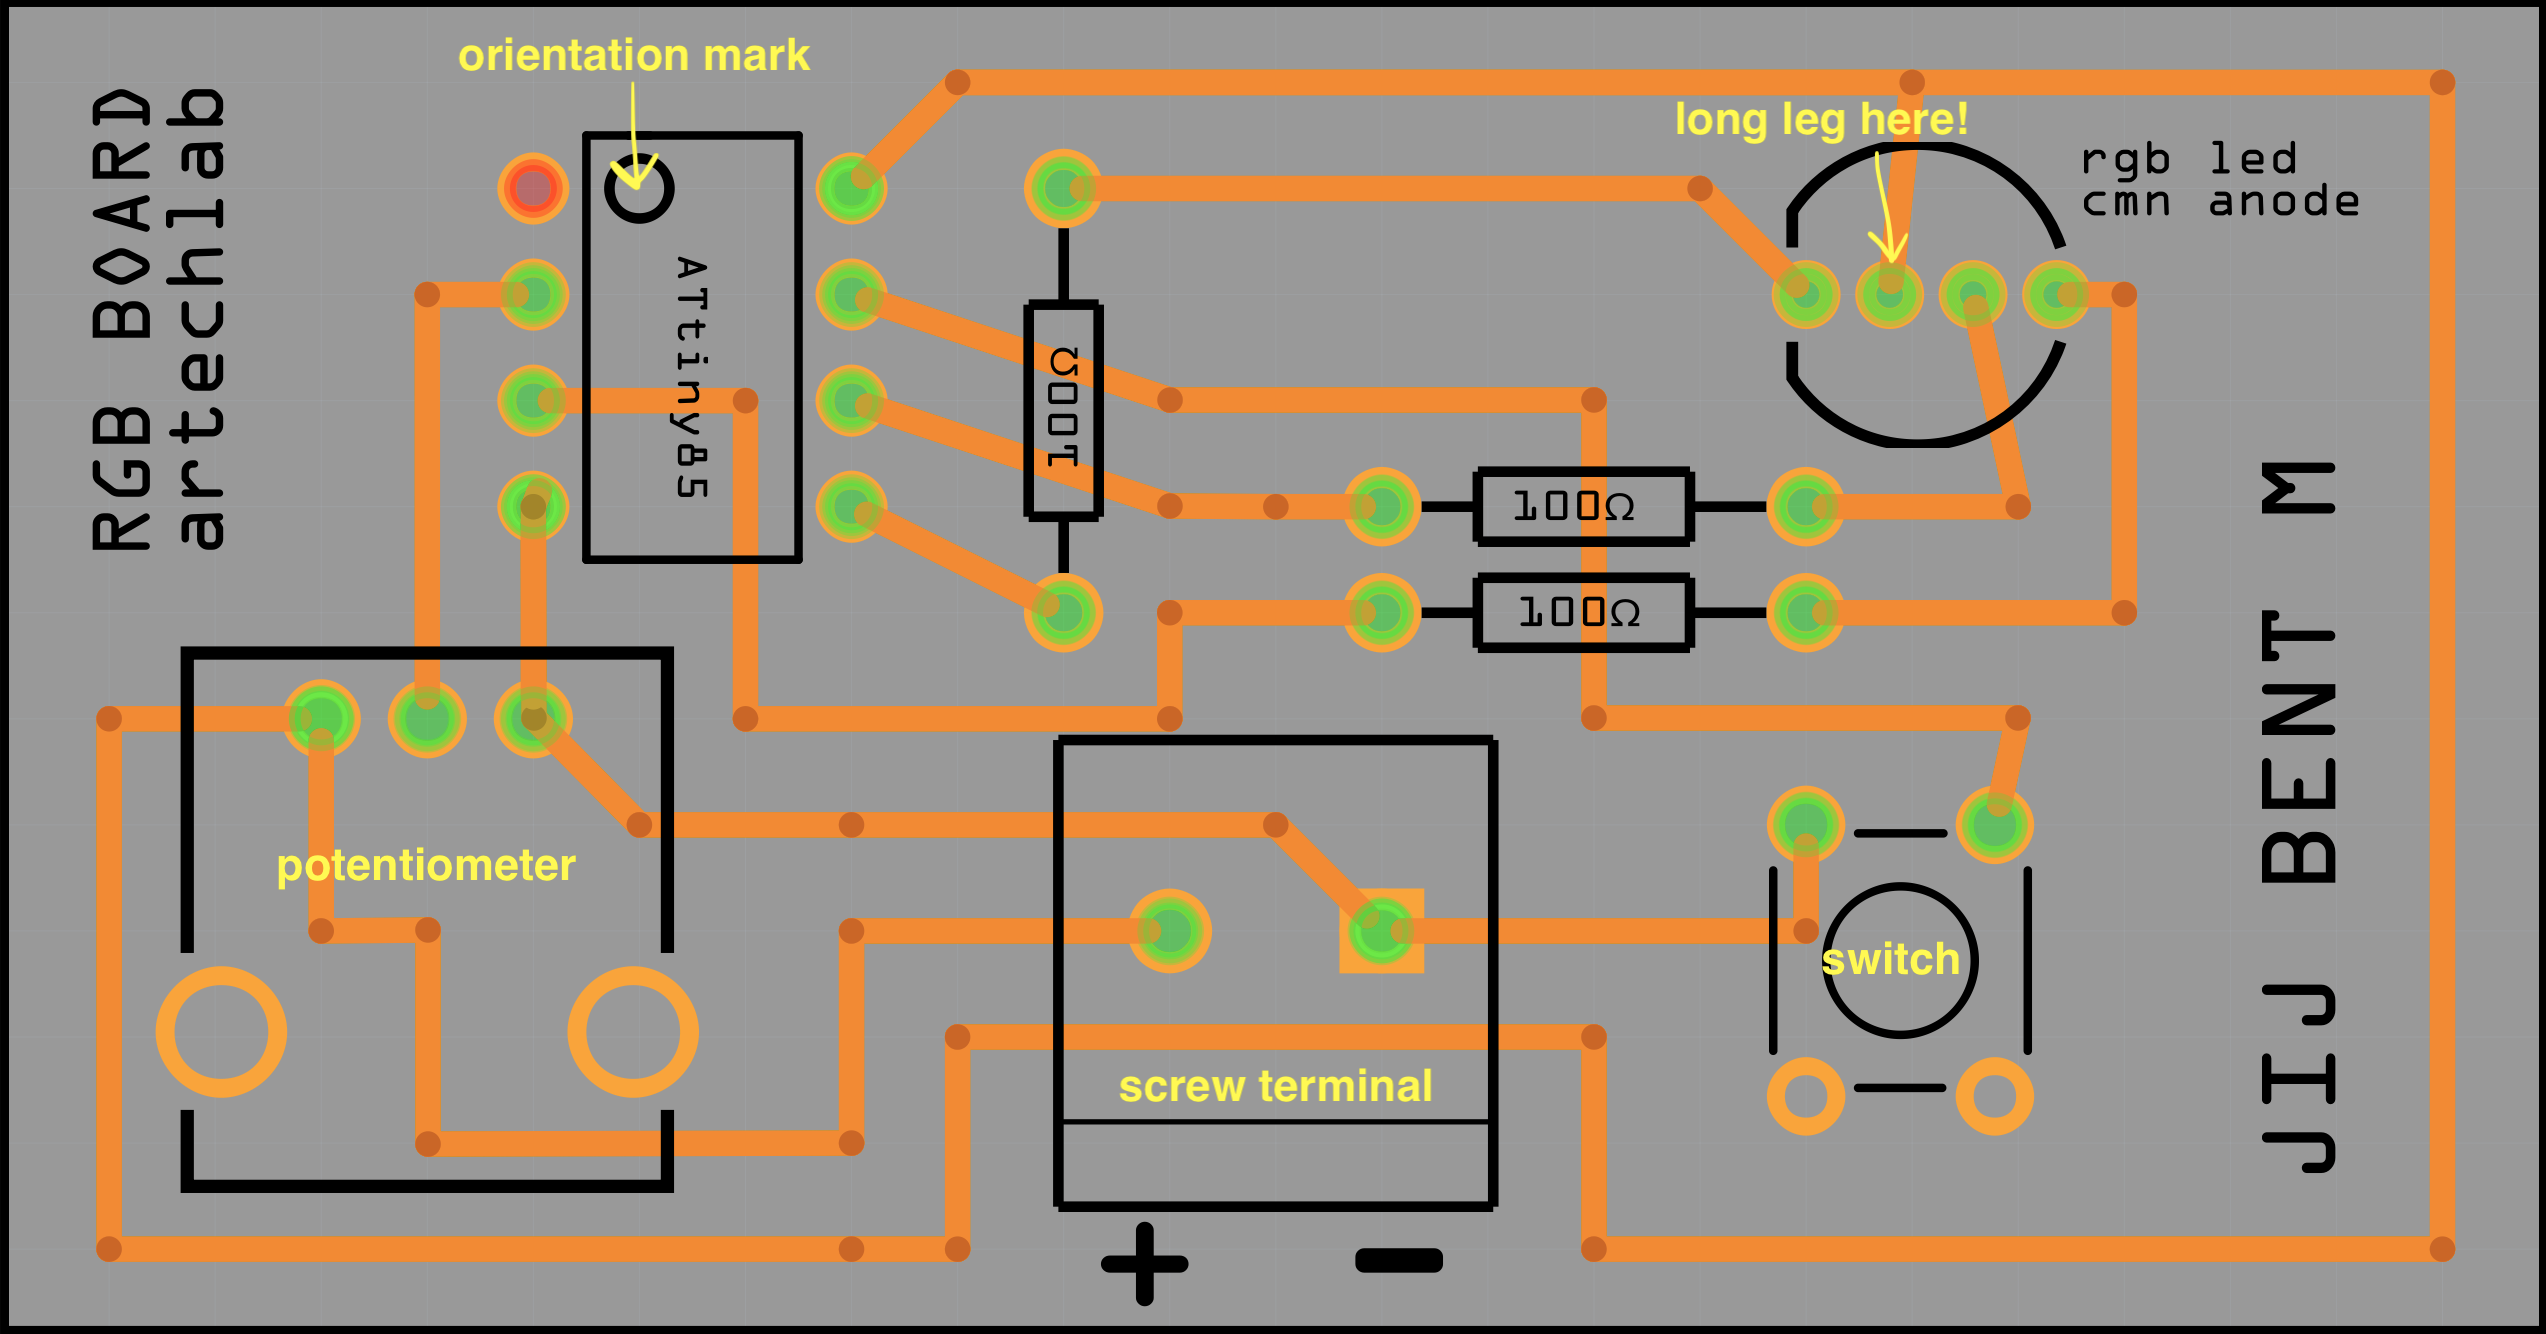 orientation mark
long leg here!
rgb led
cmn anode
RGB BOARD
artechlab
ATtiny85
100Ω
100Ω
100Ω
JIJ BENT M
potentiometer
switch
screw terminal
+ -